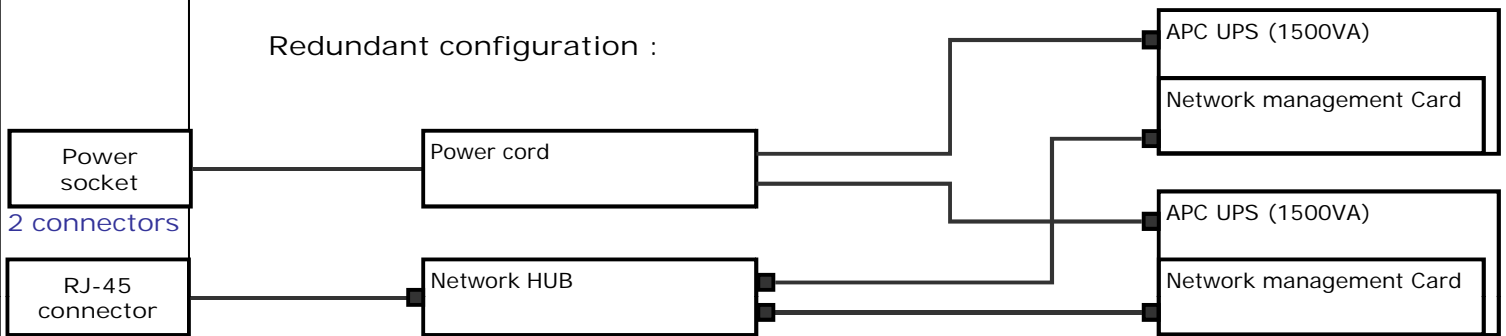 Redundant configuration :
APC UPS (1500VA)
Network management Card
Power
socket
Power cord
2 connectors
APC UPS (1500VA)
RJ-45
connector
Network HUB
Network management Card